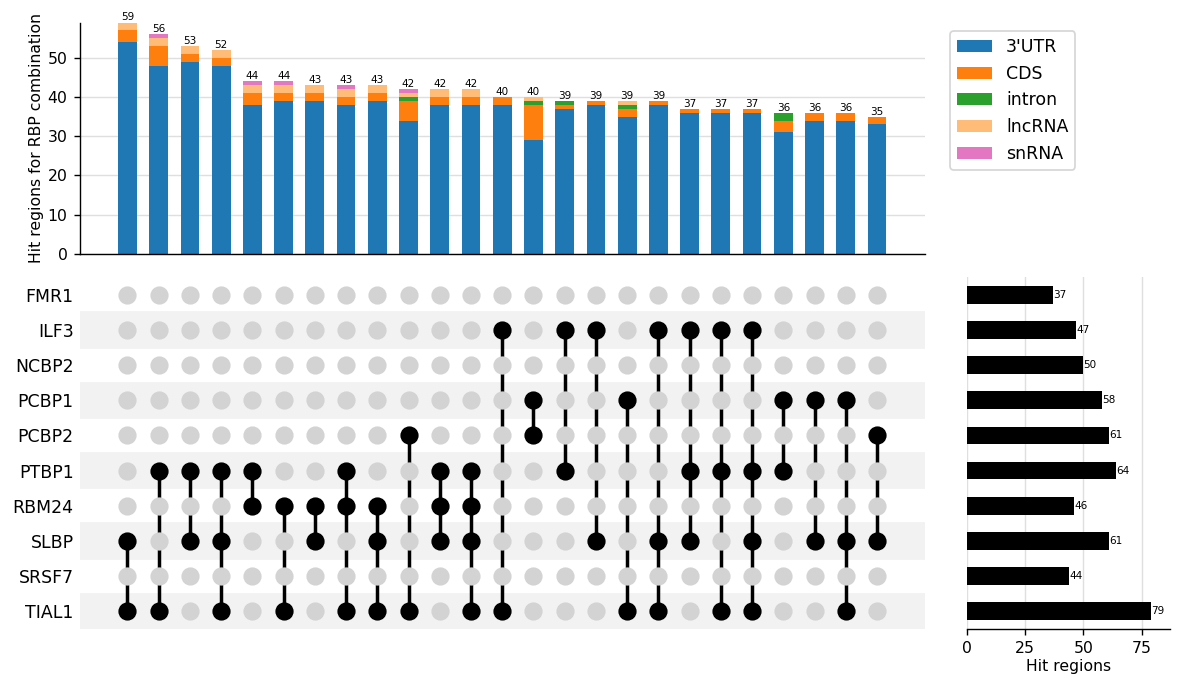 Hit regions for RBP combination
50
40
30
20
10
0
59
56
53
52
44
44
43
43
43
42
42
42
40
40
39
39
39
39
37
37
37
36
36
36
35
3'UTR
CDS
intron
lncRNA
snRNA
FMR1
ILF3
NCBP2
PCBP1
PCBP2
PTBP1
RBM24
SLBP
SRSF7
TIAL1
37
47
50
58
61
64
46
61
44
79
0 25 50 75
Hit regions